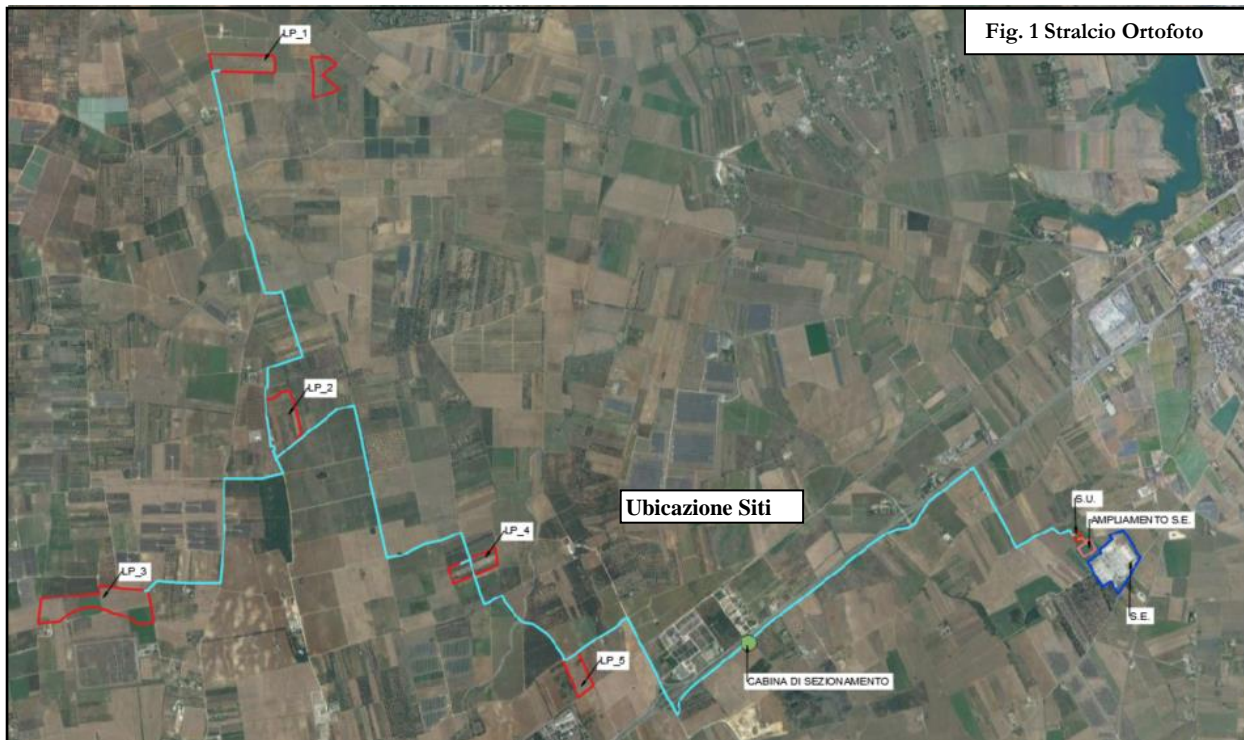 Fig. 1 Stralcio Ortofoto
LP_1
LP_2
Ubicazione Siti
S.U.
AMPLIAMENTO S.E.
LP_4
LP_3
S.E.
LP_5
CABINA DI SEZIONAMENTO